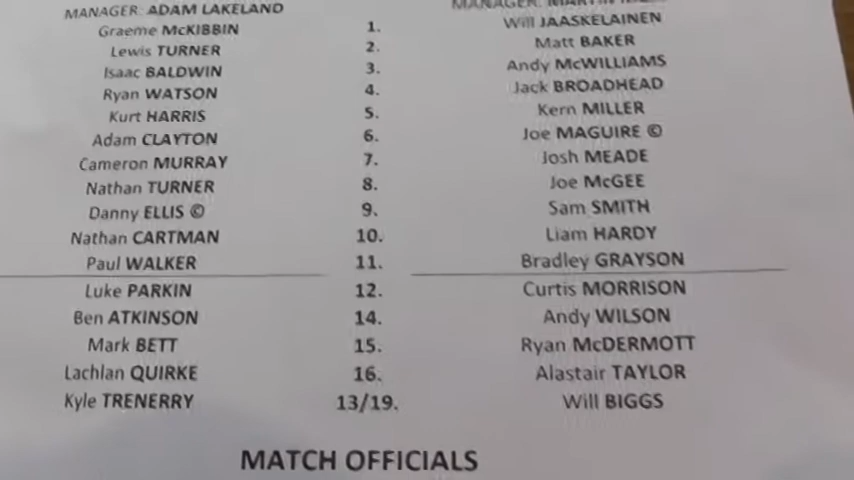 MANAGER: ADAM LAKELAND MANAGER: MARTIN
Graeme McKIBBIN 1. Will JAASKELAINEN
Lewis TURNER 2. Matt BAKER
Isaac BALDWIN 3. Andy McWILLIAMS
Ryan WATSON 4. Jack BROADHEAD
Kurt HARRIS 5. Kern MILLER
Adam CLAYTON 6. Joe MAGUIRE ©
Cameron MURRAY 7. Josh MEADE
Nathan TURNER 8. Joe McGEE
Danny ELLIS © 9. Sam SMITH
Nathan CARTMAN 10. Liam HARDY
Paul WALKER 11. Bradley GRAYSON
Luke PARKIN 12. Curtis MORRISON
Ben ATKINSON 14. Andy WILSON
Mark BETT 15. Ryan McDERMOTT
Lachlan QUIRKE 16. Alastair TAYLOR
Kyle TRENERRY 13/19. Will BIGGS
MATCH OFFICIALS